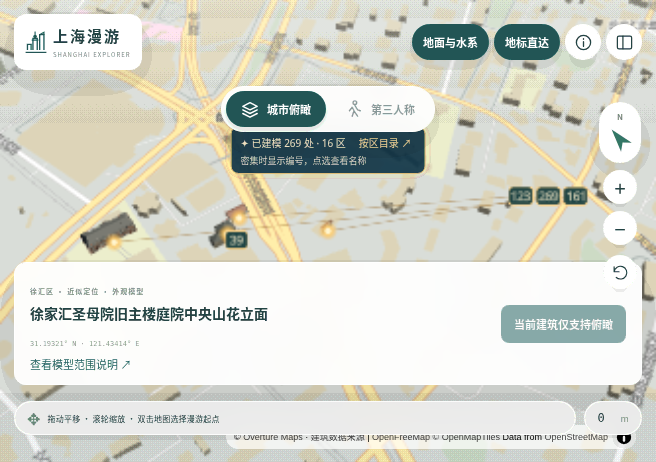 上海漫游
SHANGHAI EXPLORER
地面与水系
地标直达
N
城市俯瞰
第三人称
✦ 已建模 269 处 · 16 区 按区目录 ↗
密集时显示编号，点选查看名称
123
269
161
39
+
−
徐汇区 · 近似定位 · 外观模型
徐家汇圣母院旧主楼庭院中央山花立面
当前建筑仅支持俯瞰
31.19321° N · 121.43414° E
查看模型范围说明 ↗
拖动平移 · 滚轮缩放 · 双击地图选择漫游起点
0 m
© Overture Maps · 建筑数据来源 | OpenFreeMap © OpenMapTiles Data from OpenStreetMap